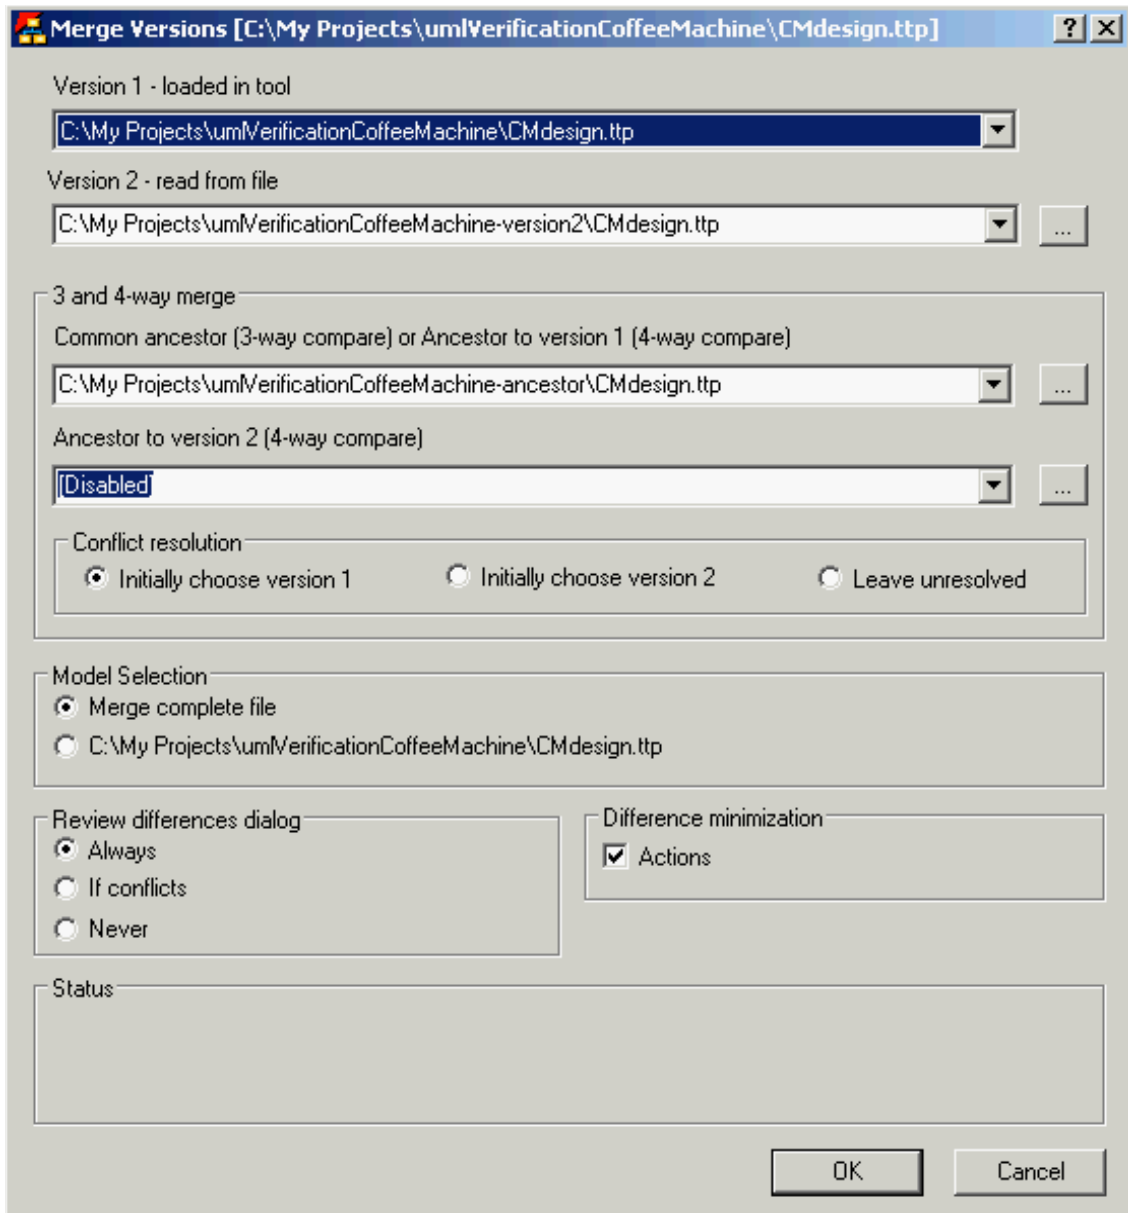 Merge Versions [C:\My Projects\umlVerificationCoffeeMachine\CMdesign.ttp]
Version 1 - loaded in tool
C:\My Projects\umlVerificationCoffeeMachine\CMdesign.ttp
Version 2 - read from file
C:\My Projects\umlVerificationCoffeeMachine-version2\CMdesign.ttp
...
3 and 4-way merge
Common ancestor (3-way compare) or Ancestor to version 1 (4-way compare)
C:\My Projects\umlVerificationCoffeeMachine-ancestor\CMdesign.ttp
...
Ancestor to version 2 (4-way compare)
[Disabled]
...
Conflict resolution
Initially choose version 1
Initially choose version 2
Leave unresolved
Model Selection
Merge complete file
C:\My Projects\umlVerificationCoffeeMachine\CMdesign.ttp
Review differences dialog
Always
If conflicts
Never
Difference minimization
Actions
Status
OK
Cancel